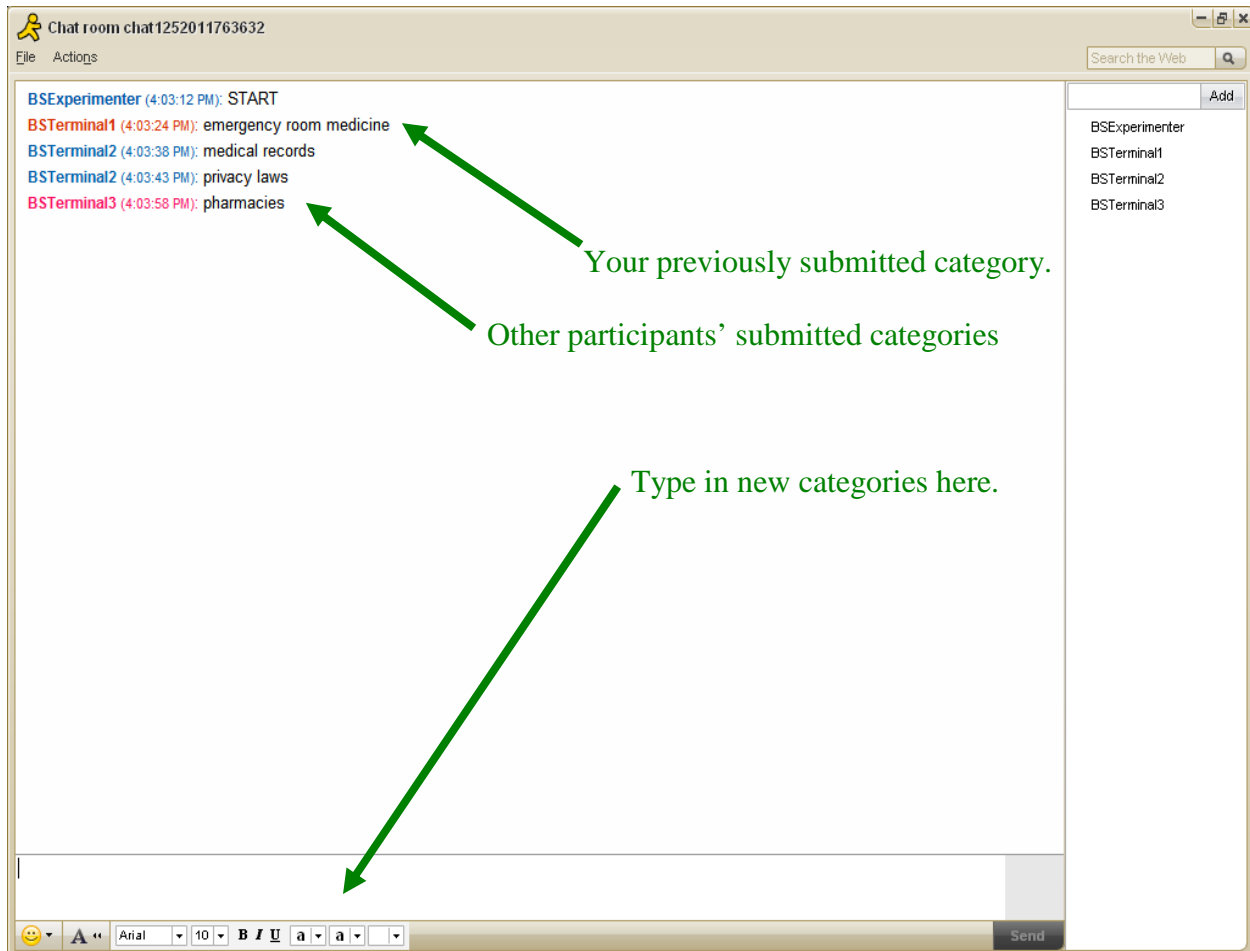 Chat room chat1252011763632
File Actions
Search the Web
BSExperimenter (4:03:12 PM): START
BSTerminal1 (4:03:24 PM): emergency room medicine
BSTerminal2 (4:03:38 PM): medical records
BSTerminal2 (4:03:43 PM): privacy laws
BSTerminal3 (4:03:58 PM): pharmacies
Add
BSExperimenter
BSTerminal1
BSTerminal2
BSTerminal3
Your previously submitted category.
Other participants’ submitted categories
Type in new categories here.
A “ Arial 10 B I U a a
Send